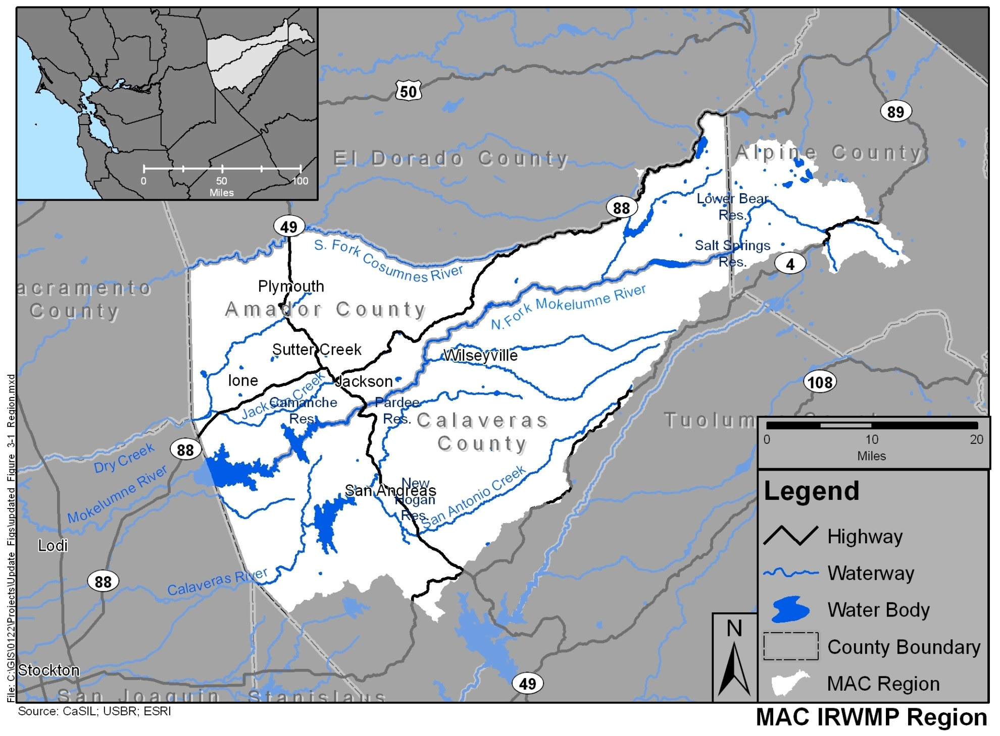 0
50
100
Miles
50
89
El Dorado County
Alpine County
88
Lower Bear
Res.
49
S. Fork Cosumnes River
Salt Springs
Res.
4
acramento
County
Plymouth
Amador County
N. Fork Mokelumne River
Sutter Creek
Wilseyville
Ione
Jackson
108
Jackson Creek
Camanche
Res.
Pardee
Res.
Calaveras
County
88
Dry Creek
Mokelumne River
New
Hogan
Res.
San Andreas
San Antonio Creek
Lodi
88
Calaveras River
Stockton
San Joaquin
Stanislaus
49
0
10
20
Miles
Legend
Highway
Waterway
Water Body
County Boundary
MAC Region
N
File: C:\GIS\0122\Projects\Update Figs\updated Figure 3-1 Region.mxd
Source: CaSIL; USBR; ESRI
MAC IRWMP Region